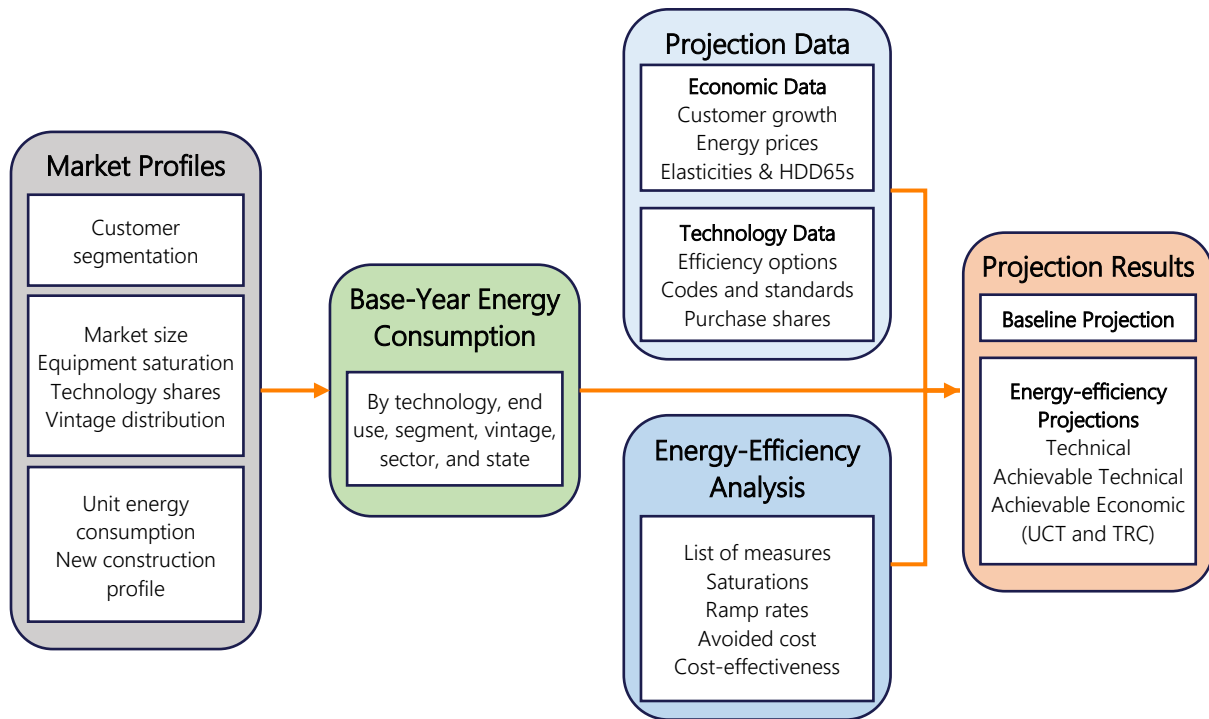 Market Profiles
Customer
segmentation
Market size
Equipment saturation
Technology shares
Vintage distribution
Unit energy
consumption
New construction
profile
Base-Year Energy
Consumption
By technology, end
use, segment, vintage,
sector, and state
Projection Data
Economic Data
Customer growth
Energy prices
Elasticities & HDD65s
Technology Data
Efficiency options
Codes and standards
Purchase shares
Energy-Efficiency
Analysis
List of measures
Saturations
Ramp rates
Avoided cost
Cost-effectiveness
Projection Results
Baseline Projection
Energy-efficiency
Projections
Technical
Achievable Technical
Achievable Economic
(UCT and TRC)